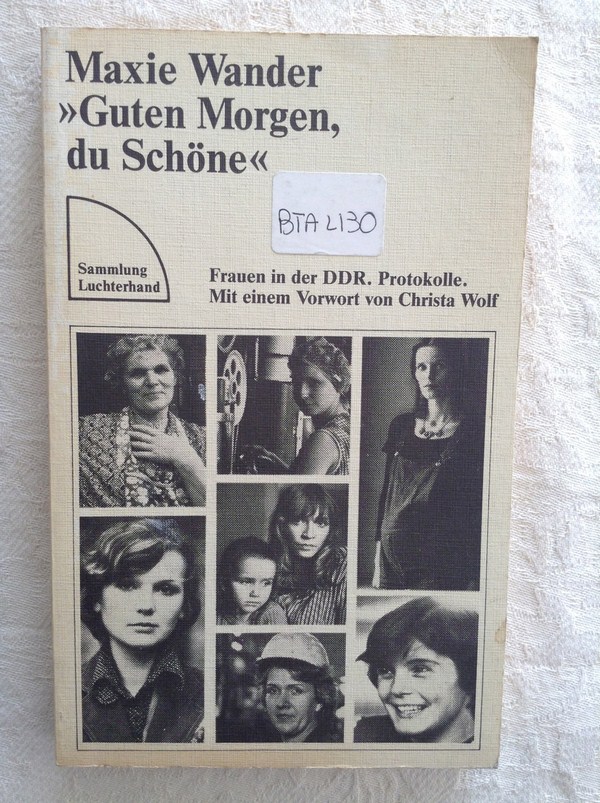 Maxie Wander
»Guten Morgen,
du Schöne«
BTA 2130
Sammlung
Luchterhand
Frauen in der DDR. Protokolle.
Mit einem Vorwort von Christa Wolf